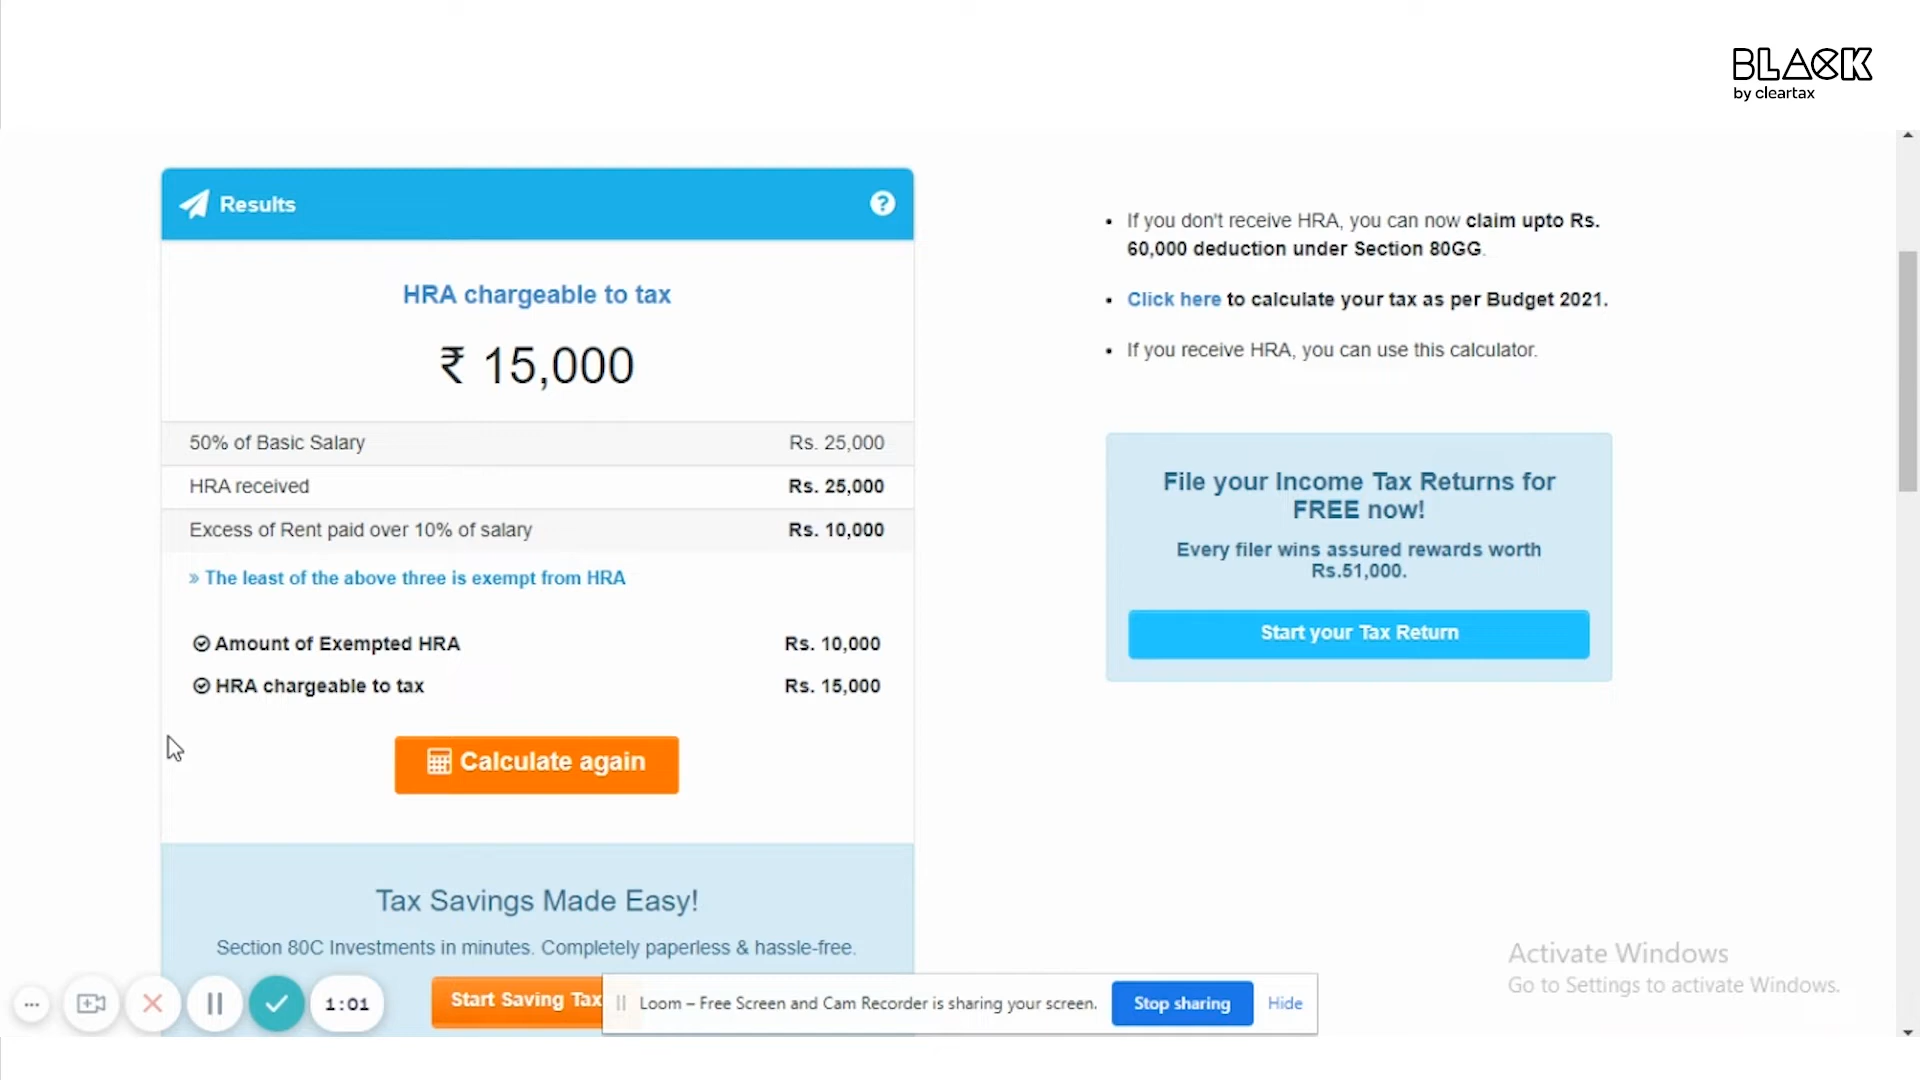 BLACK
by cleartax
Results
HRA chargeable to tax
₹ 15,000
50% of Basic Salary Rs. 25,000
HRA received Rs. 25,000
Excess of Rent paid over 10% of salary Rs. 10,000
» The least of the above three is exempt from HRA
Amount of Exempted HRA Rs. 10,000
HRA chargeable to tax Rs. 15,000
Calculate again
Tax Savings Made Easy!
Section 80C Investments in minutes. Completely paperless & hassle-free.
Start Saving Tax
• If you don't receive HRA, you can now claim upto Rs.
60,000 deduction under Section 80GG.
• Click here to calculate your tax as per Budget 2021.
• If you receive HRA, you can use this calculator.
File your Income Tax Returns for
FREE now!
Every filer wins assured rewards worth
Rs.51,000.
Start your Tax Return
Activate Windows
Go to Settings to activate Windows.
1:01
Loom – Free Screen and Cam Recorder is sharing your screen. Stop sharing Hide